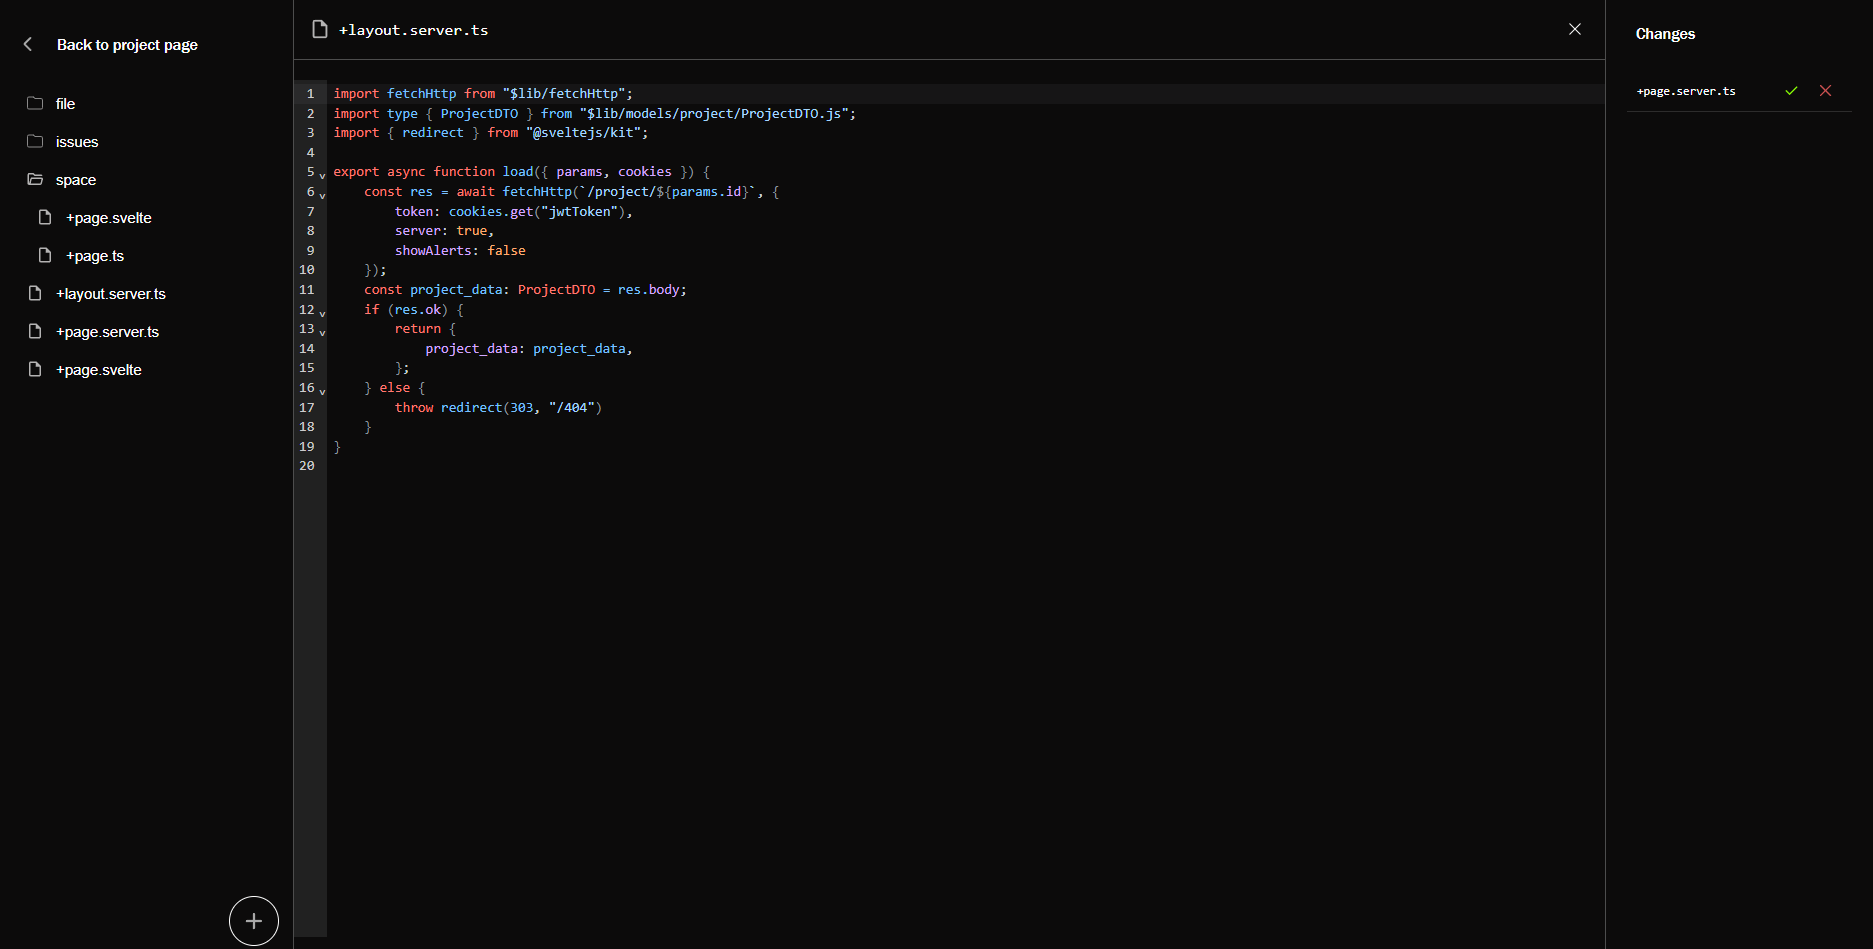 Back to project page
file
issues
space
+page.svelte
+page.ts
+layout.server.ts
+page.server.ts
+page.svelte
+layout.server.ts
1 import fetchHttp from "$lib/fetchHttp";
2 import type { ProjectDTO } from "$lib/models/project/ProjectDTO.js";
3 import { redirect } from "@sveltejs/kit";
4
5 export async function load({ params, cookies }) {
6     const res = await fetchHttp(`/project/${params.id}`, {
7         token: cookies.get("jwtToken"),
8         server: true,
9         showAlerts: false
10     });
11     const project_data: ProjectDTO = res.body;
12     if (res.ok) {
13         return {
14             project_data: project_data,
15         };
16     } else {
17         throw redirect(303, "/404")
18     }
19 }
20
Changes
+page.server.ts